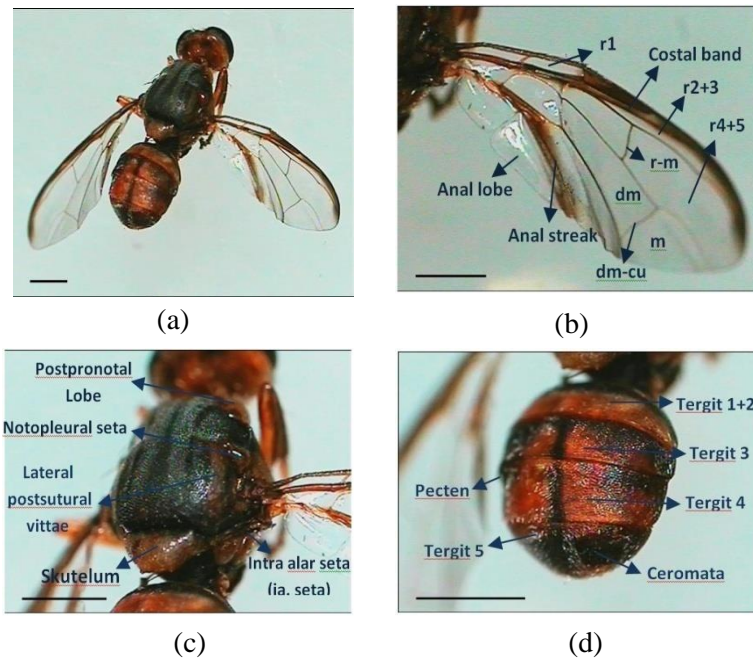 (a)
r1
Costal band
r2+3
r4+5
r-m
Anal lobe
dm
Anal streak
m
dm-cu
(b)
Postpronotal
Lobe
Notopleural seta
Lateral
postsutural
vittae
Skutelum
Intra alar seta
(ia. seta)
(c)
Tergit 1+2
Tergit 3
Tergit 4
Pecten
Tergit 5
Ceromata
(d)